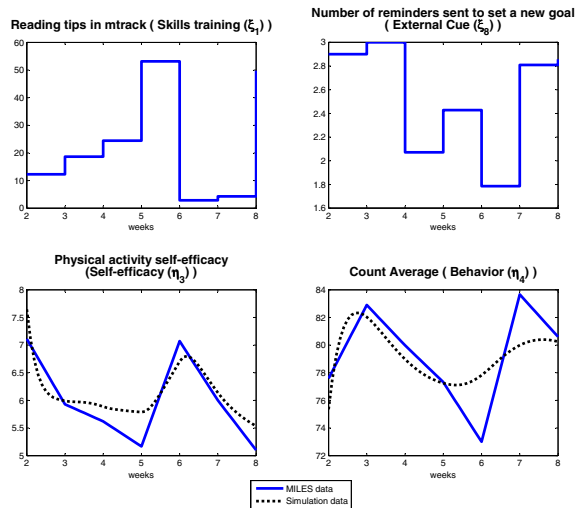 Reading tips in mtrack ( Skills training (ξ1) )
60
50
40
30
20
10
0
2 3 4 5 6 7 8
weeks
Number of reminders sent to set a new goal
( External Cue (ξ8) )
3
2.8
2.6
2.4
2.2
2
1.8
1.6
2 3 4 5 6 7 8
weeks
Physical activity self-efficacy
(Self-efficacy (η3) )
8
7.5
7
6.5
6
5.5
5
2 3 4 5 6 7 8
weeks
Count Average ( Behavior (η4) )
84
82
80
78
76
74
72
2 3 4 5 6 7 8
weeks
MILES data
Simulation data